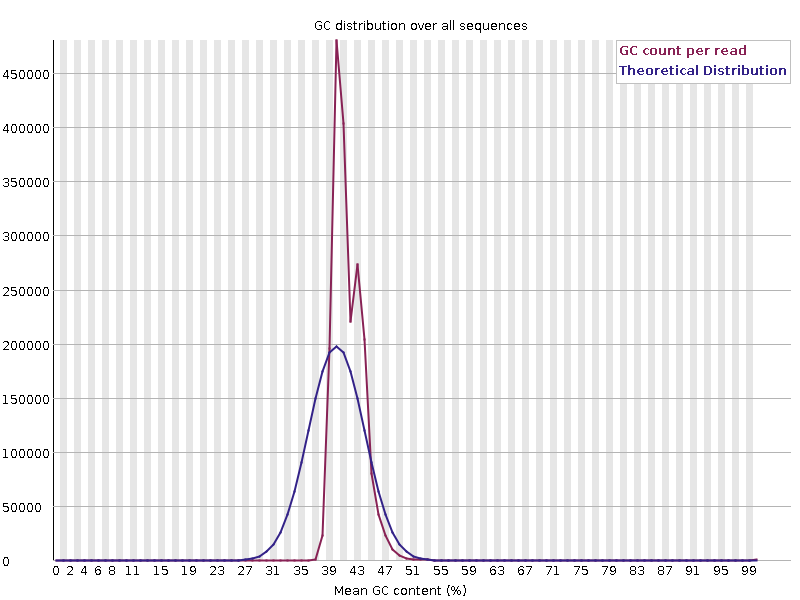 GC distribution over all sequences
GC count per read
Theoretical Distribution
450000
400000
350000
300000
250000
200000
150000
100000
50000
0
0 2 4 6 8 11 15 19 23 27 31 35 39 43 47 51 55 59 63 67 71 75 79 83 87 91 95 99
Mean GC content (%)